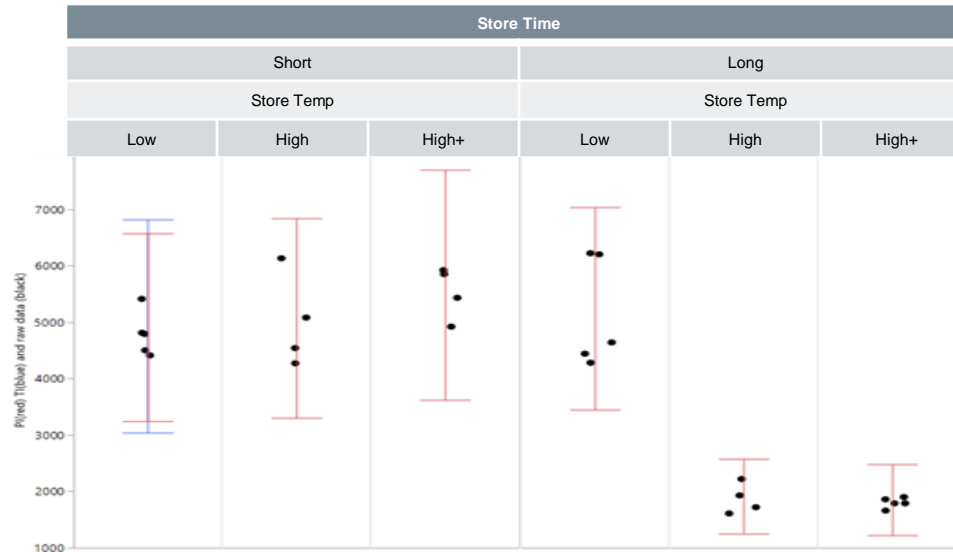 Store Time
Short Long
Store Temp Store Temp
Low High High+ Low High High+
PI(red) TI(blue) and raw data (black)
7000
6000
5000
4000
3000
2000
1000